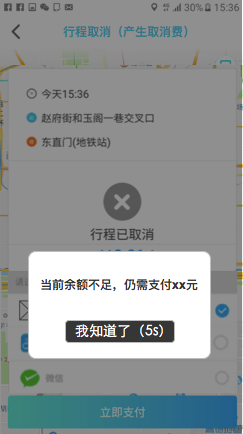 30% 15:36
行程取消（产生取消费）
今天15:36
赵府街和玉阁一巷交叉口
东直门(地铁站)
行程已取消
当前余额不足，仍需支付xx元
我知道了（5s）
微信
立即支付